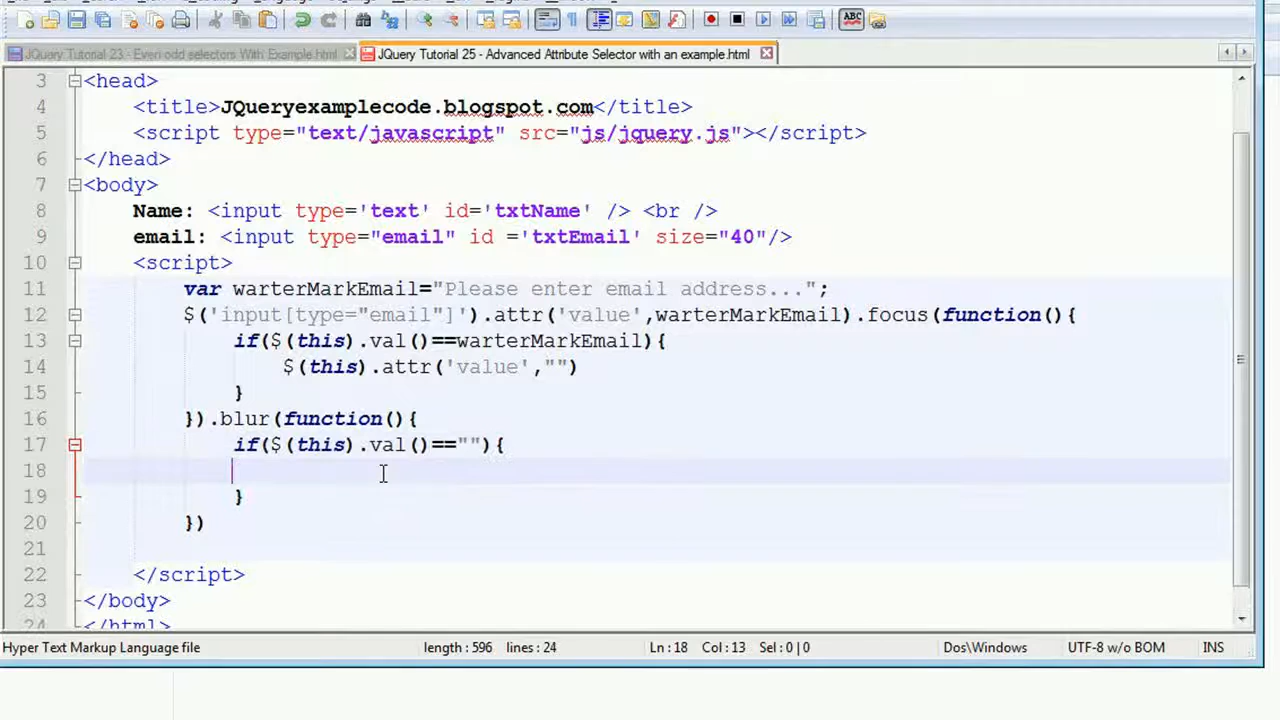 JQuery Tutorial 23 - Even odd selectors With Example.html
JQuery Tutorial 25 - Advanced Attribute Selector with an example.html
3 <head>
4 <title>JQueryexamplecode.blogspot.com</title>
5 <script type="text/javascript" src="js/jquery.js"></script>
6 </head>
7 <body>
8 Name: <input type='text' id='txtName' /> <br />
9 email: <input type="email" id ='txtEmail' size="40"/>
10 <script>
11 var warterMarkEmail="Please enter email address...";
12 $('input[type="email"]').attr('value',warterMarkEmail).focus(function(){
13 if($(this).val()==warterMarkEmail){
14 $(this).attr('value',"")
15 }
16 }).blur(function(){
17 if($(this).val()==""){
18
19 }
20 })
21
22 </script>
23 </body>
24 </html>
Hyper Text Markup Language file length : 596 lines : 24 Ln : 18 Col : 13 Sel : 0 | 0 Dos\Windows UTF-8 w/o BOM INS